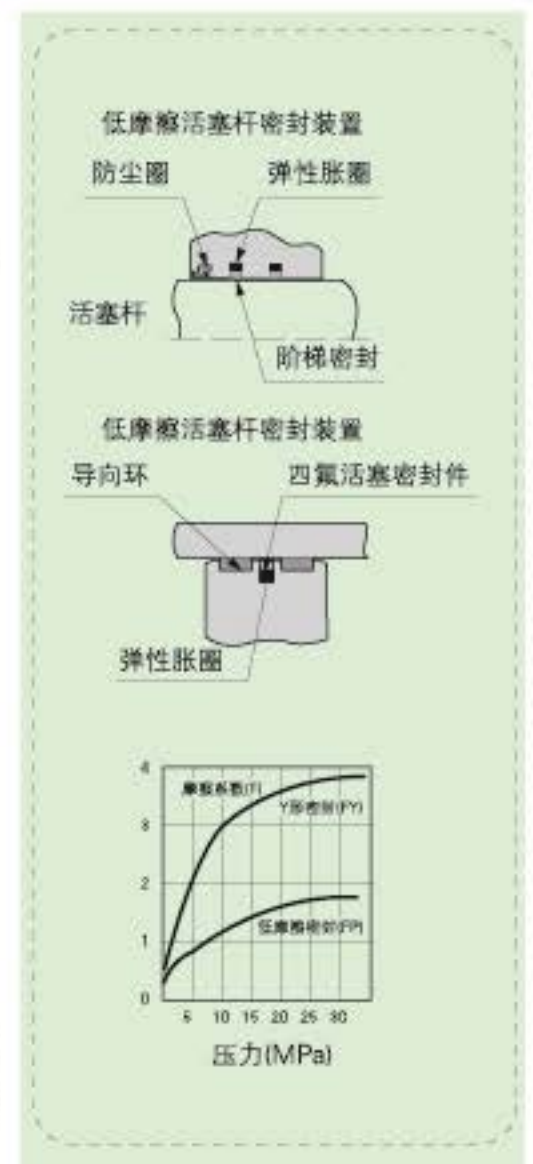 低摩擦活塞杆密封装置
防尘圈 弹性胀圈
活塞杆
阶梯密封
低摩擦活塞杆密封装置
导向环 四氟活塞密封件
弹性胀圈
4
摩擦系数(F)
Y形密封(FY)
3
2
1
低摩擦密封(FP)
0
5 10 15 20 25 30
压力(MPa)